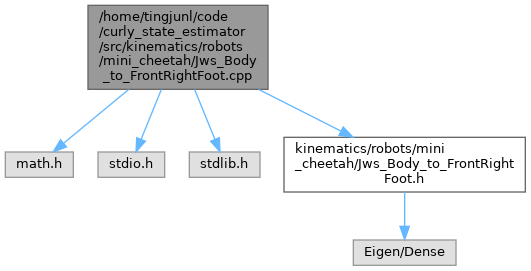 /home/tingjunl/code
/curly_state_estimator
/src/kinematics/robots
/mini_cheetah/Jws_Body
_to_FrontRightFoot.cpp
math.h
stdio.h
stdlib.h
kinematics/robots/mini
_cheetah/Jws_Body_to_FrontRight
Foot.h
Eigen/Dense